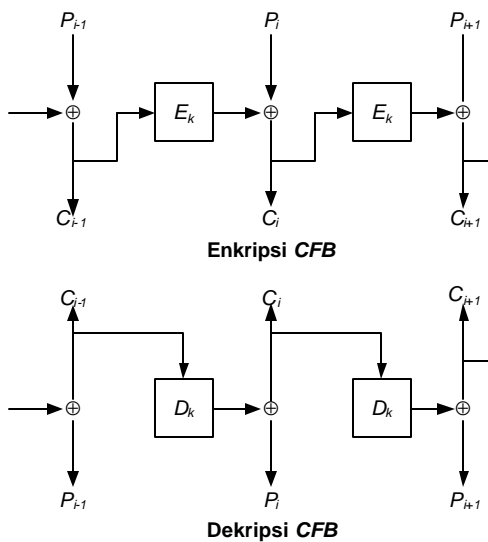 P_{i-1} P_i P_{i+1}
⊕ E_k ⊕ E_k ⊕
C_{i-1} C_i C_{i+1}
Enkripsi CFB
C_{i-1} C_i C_{i+1}
⊕ D_k ⊕ D_k ⊕
P_{i-1} P_i P_{i+1}
Dekripsi CFB